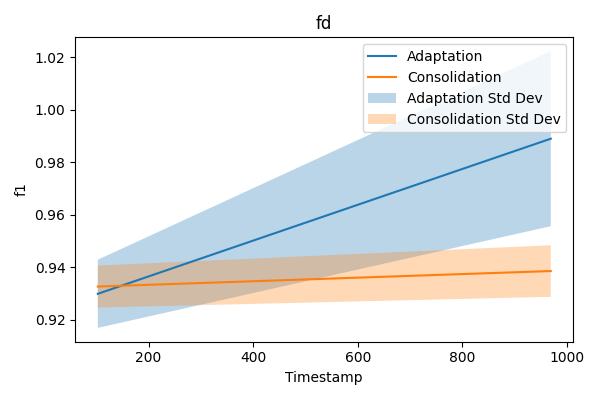 fd
Adaptation
Consolidation
Adaptation Std Dev
Consolidation Std Dev
f1
1.02
1.00
0.98
0.96
0.94
0.92
200
400
600
800
1000
Timestamp